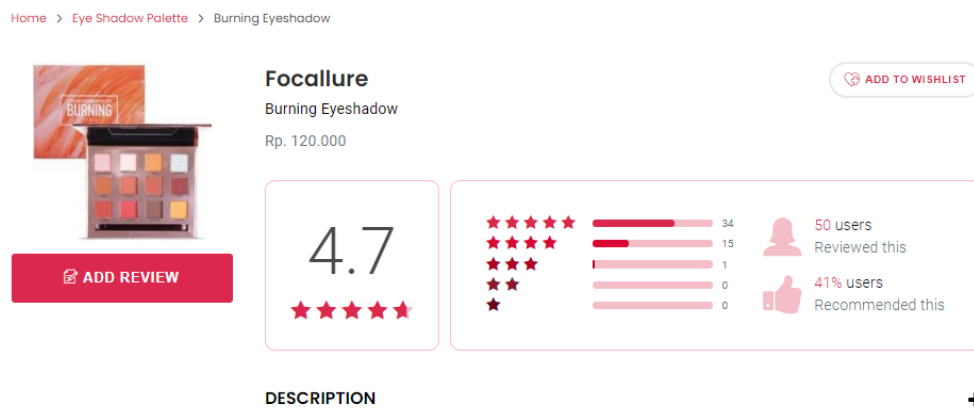 Home > Eye Shadow Palette > Burning Eyeshadow
BURNING
ADD REVIEW
Focallure
Burning Eyeshadow
Rp. 120.000
ADD TO WISHLIST
4.7
34
15
1
0
0
50 users
Reviewed this
41% users
Recommended this
DESCRIPTION